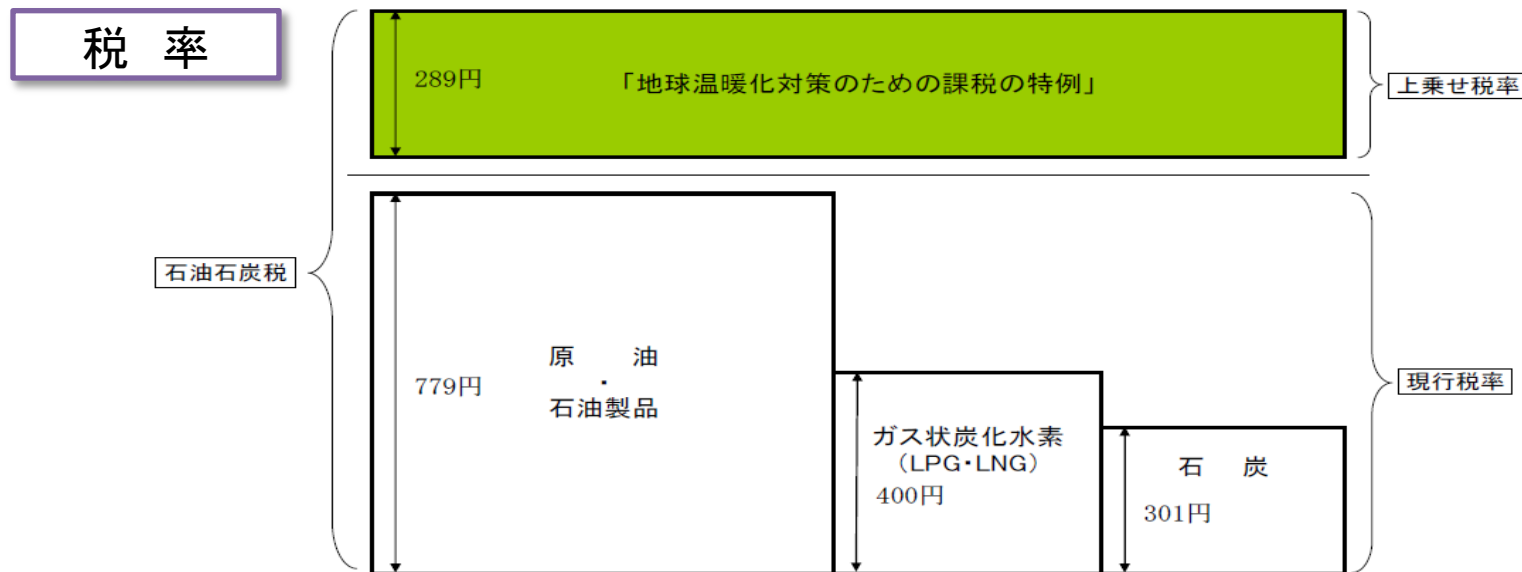 税 率
289円
「地球温暖化対策のための課税の特例」
上乗せ税率
石油石炭税
779円
原 油
・
石油製品
ガス状炭化水素
(LPG・LNG)
400円
石 炭
301円
現行税率